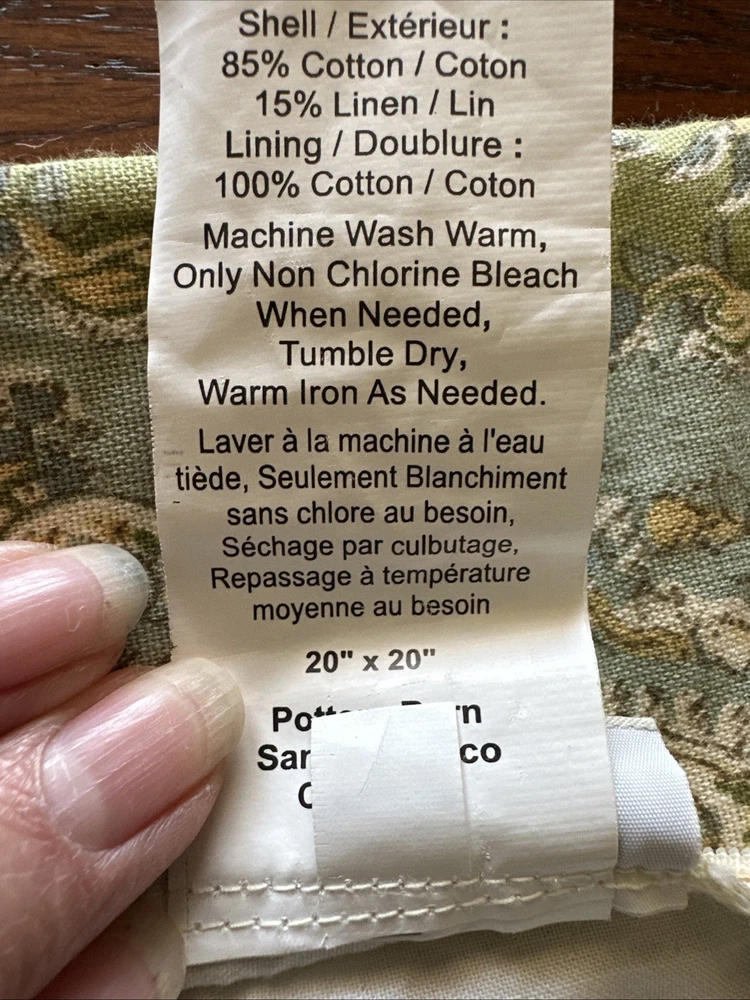 Shell / Extérieur :
85% Cotton / Coton
15% Linen / Lin
Lining / Doublure :
100% Cotton / Coton
Machine Wash Warm,
Only Non Chlorine Bleach
When Needed,
Tumble Dry,
Warm Iron As Needed.
Laver à la machine à l'eau
tiède, Seulement Blanchiment
sans chlore au besoin,
Séchage par culbutage,
Repassage à température
moyenne au besoin
20" x 20"